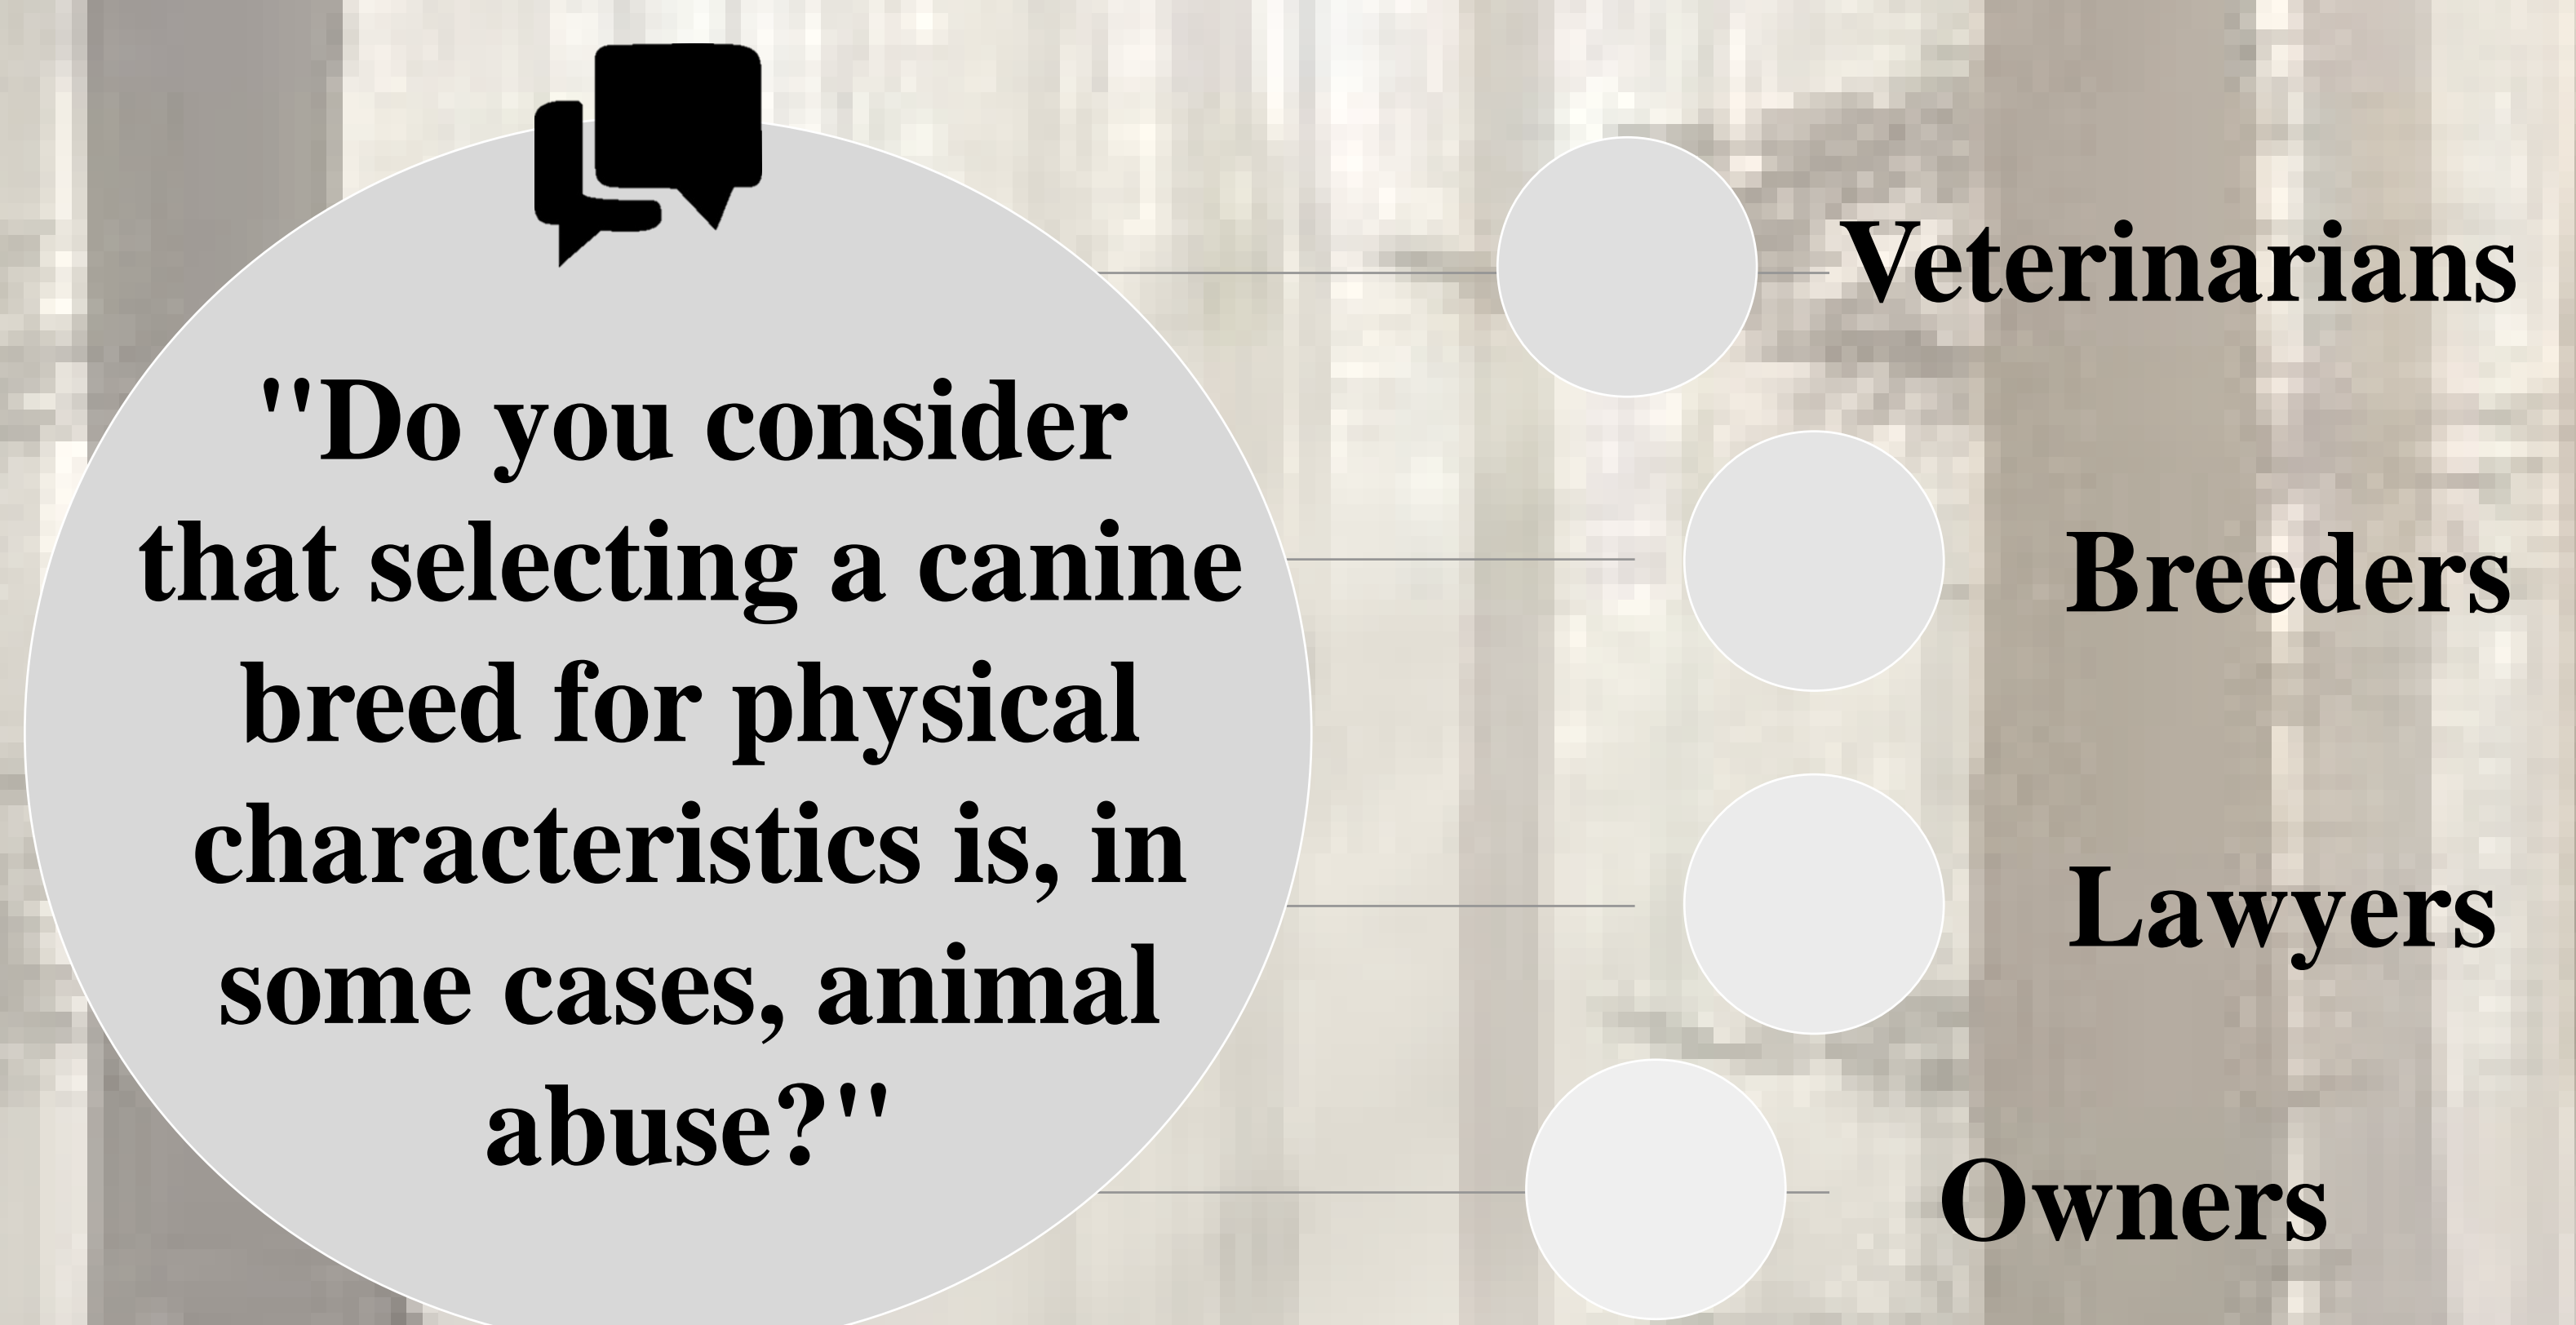 "Do you consider
that selecting a canine
breed for physical
characteristics is, in
some cases, animal
abuse?"
Veterinarians
Breeders
Lawyers
Owners